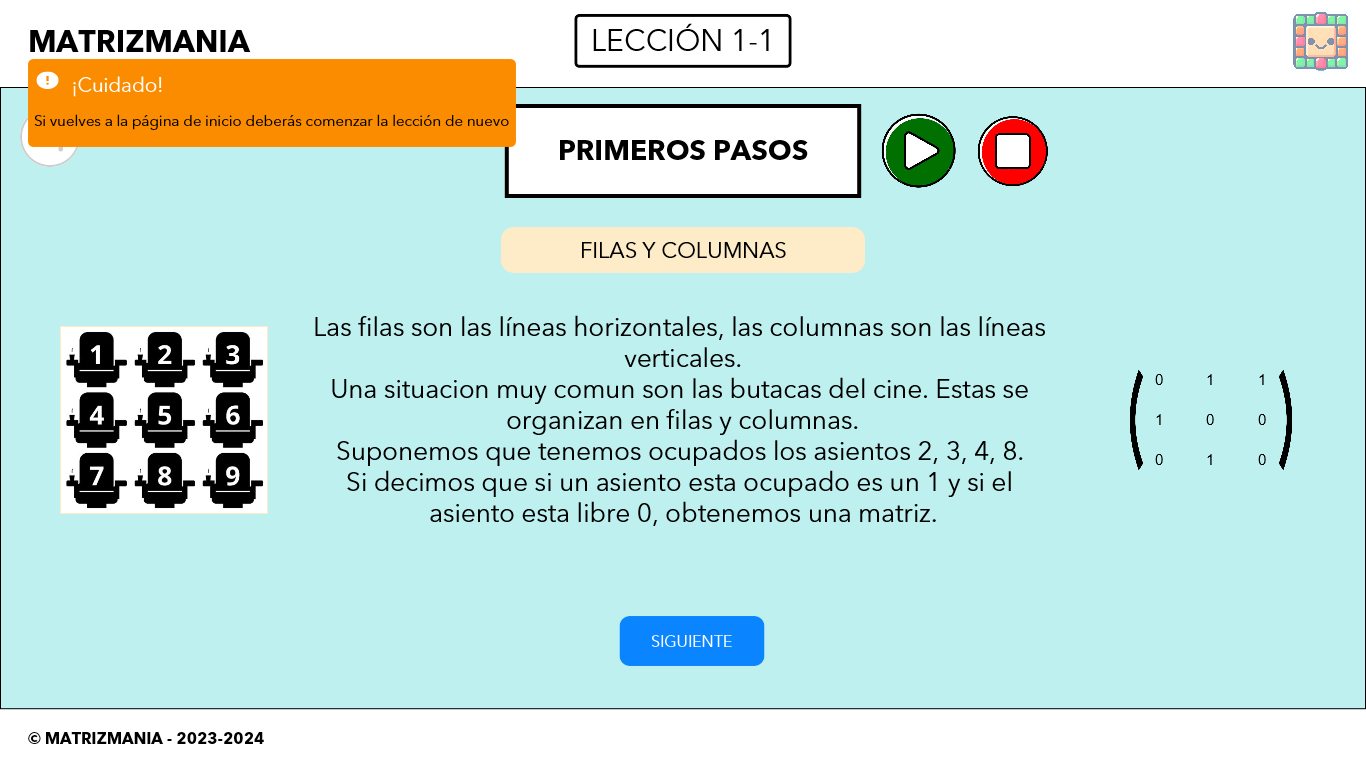 MATRIZMANIA
LECCIÓN 1-1
¡Cuidado!
Si vuelves a la página de inicio deberás comenzar la lección de nuevo
PRIMEROS PASOS
FILAS Y COLUMNAS
1 2 3
4 5 6
7 8 9
Las filas son las líneas horizontales, las columnas son las líneas
verticales.
Una situacion muy comun son las butacas del cine. Estas se
organizan en filas y columnas.
Suponemos que tenemos ocupados los asientos 2, 3, 4, 8.
Si decimos que si un asiento esta ocupado es un 1 y si el
asiento esta libre 0, obtenemos una matriz.
0 1 1
1 0 0
0 1 0
SIGUIENTE
© MATRIZMANIA - 2023-2024